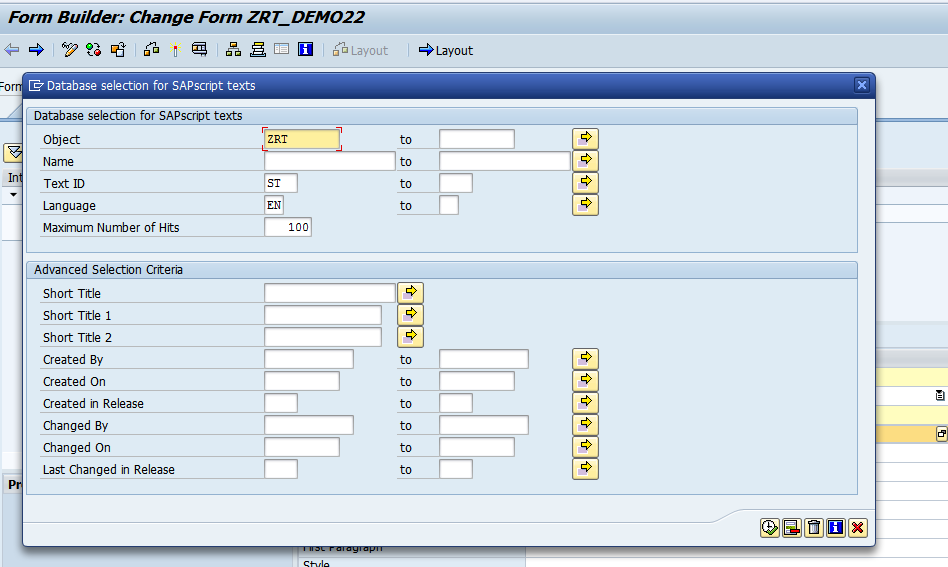 Form Builder: Change Form ZRT_DEMO22
Layout Layout
Form
Database selection for SAPscript texts
Database selection for SAPscript texts
Object ZRT to
Name to
Text ID ST to
Language EN to
Maximum Number of Hits 100
Int
Advanced Selection Criteria
Short Title
Short Title 1
Short Title 2
Created By to
Created On to
Created in Release to
Changed By to
Changed On to
Last Changed in Release to
Pr
First Paragraph
Style